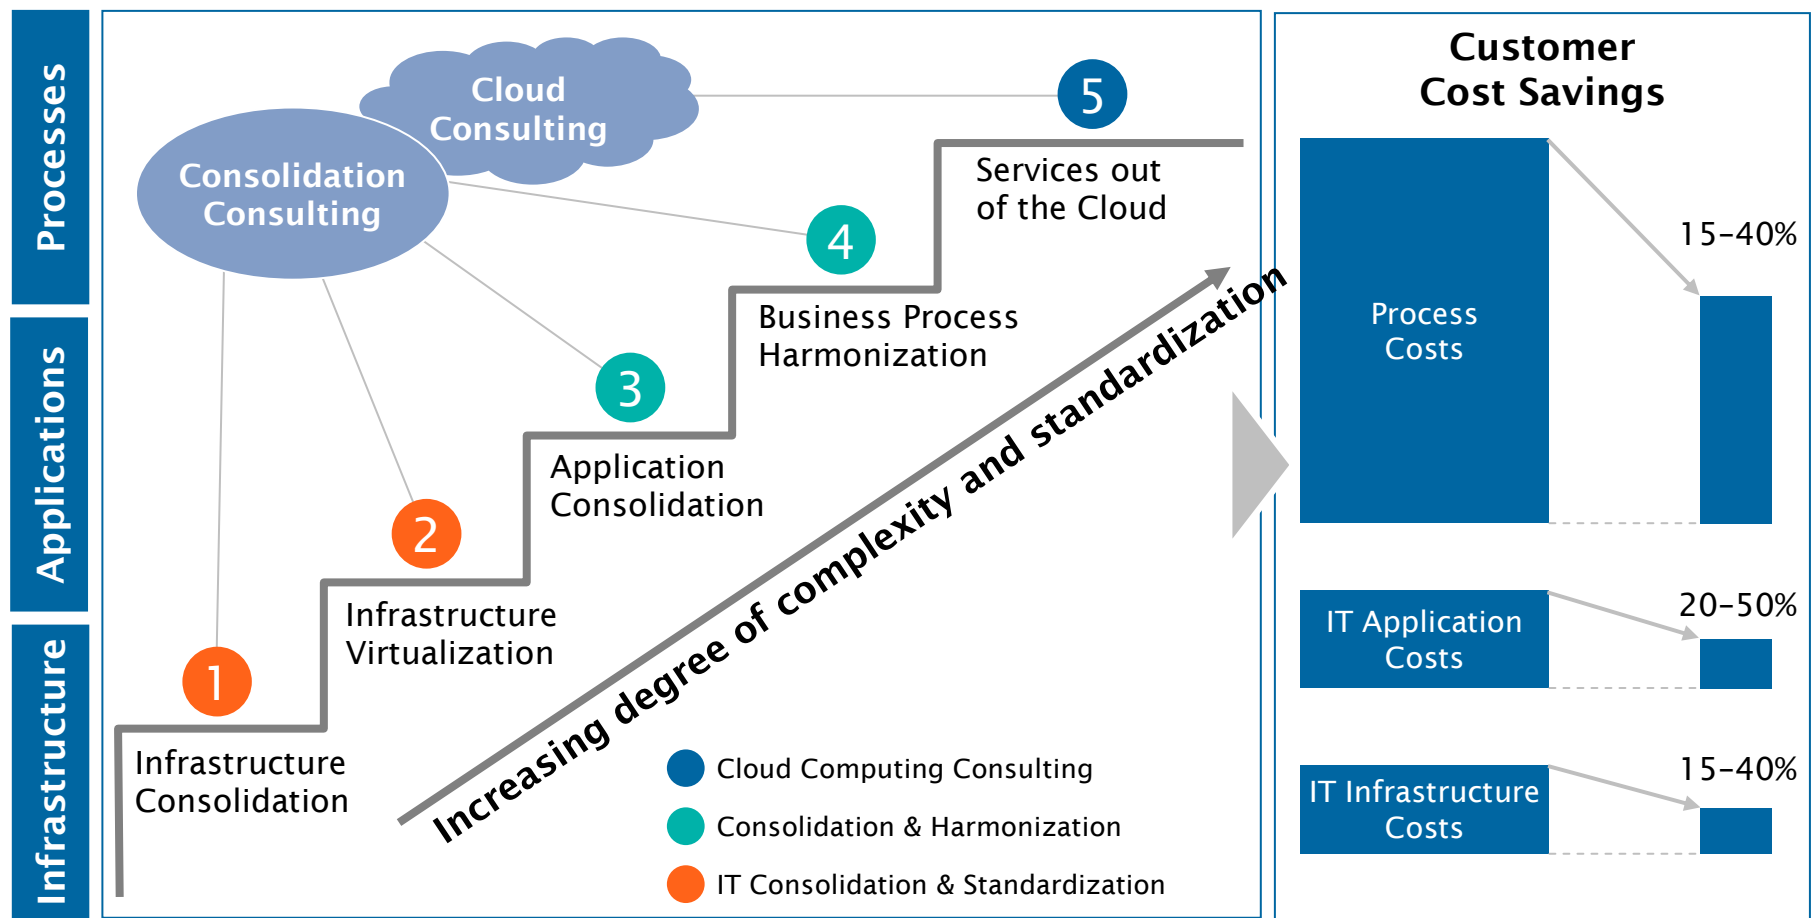 Processes
Applications
Infrastructure
Cloud
Consulting
Consolidation
Consulting
5
Services out
of the Cloud
4
Business Process
Harmonization
3
Application
Consolidation
2
Infrastructure
Virtualization
1
Infrastructure
Consolidation
Increasing degree of complexity and standardization
Cloud Computing Consulting
Consolidation & Harmonization
IT Consolidation & Standardization
Customer
Cost Savings
Process
Costs
15–40%
IT Application
Costs
20–50%
IT Infrastructure
Costs
15–40%